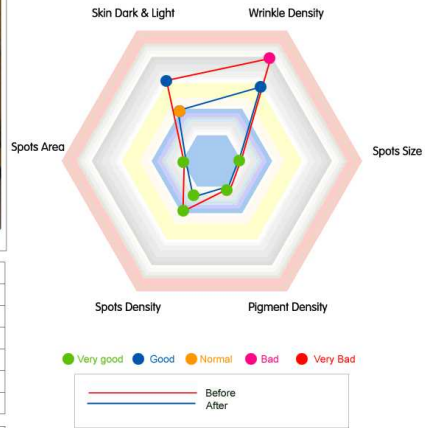 Skin Dark & Light
Wrinkle Density
Spots Area
Spots Size
Spots Density
Pigment Density
Very good
Good
Normal
Bad
Very Bad
Before
After